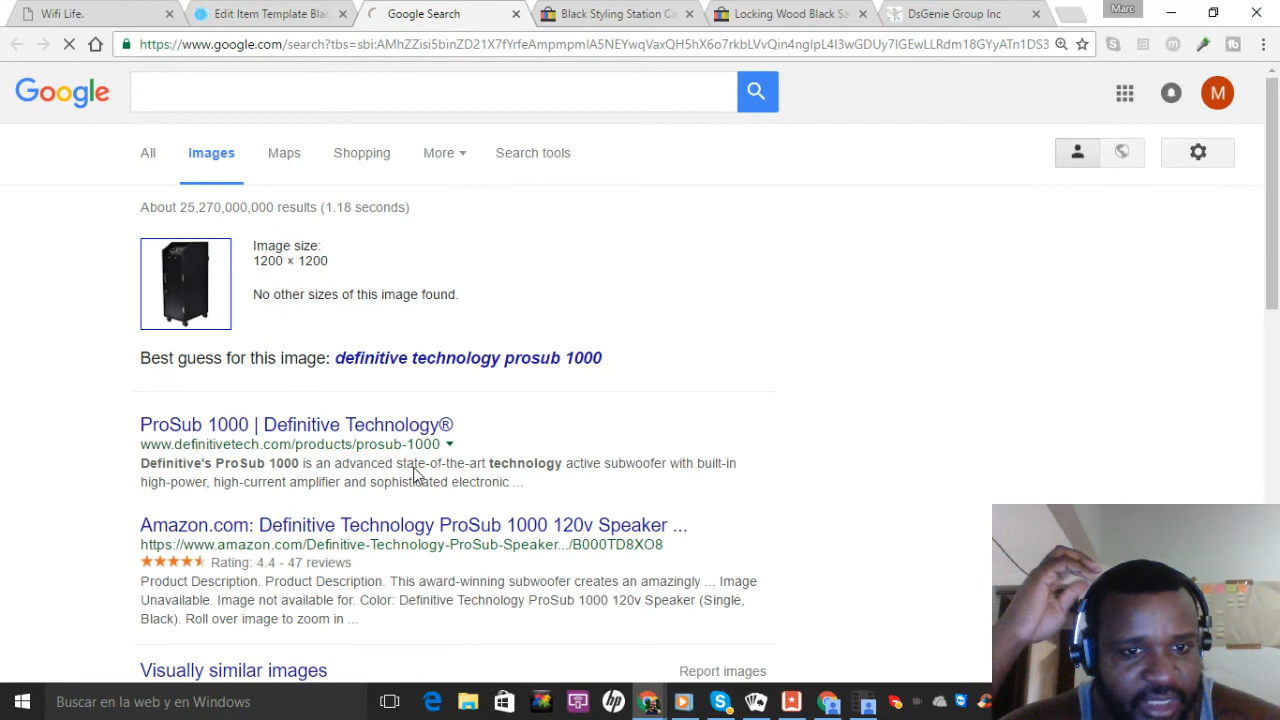 Wifi Life.
Edit Item Template Blac
Google Search
Black Styling Station Ca
Locking Wood Black Sa
DsGenie Group Inc
Marc
https://www.google.com/search?tbs=sbi:AMhZZisi5binZD21X7fYrfeAmpmpmIA5NEYwqVaxQH5hX6o7rkbLVvQin4ngIpL4I3wGDUy7IGEwLLRdm18GYyATn1DS3
Google
M
All
Images
Maps
Shopping
More
Search tools
About 25,270,000,000 results (1.18 seconds)
Image size:
1200 × 1200
No other sizes of this image found.
Best guess for this image: definitive technology prosub 1000
ProSub 1000 | Definitive Technology®
www.definitivetech.com/products/prosub-1000
Definitive's ProSub 1000 is an advanced state-of-the-art technology active subwoofer with built-in
high-power, high-current amplifier and sophisticated electronic ...
Amazon.com: Definitive Technology ProSub 1000 120v Speaker ...
https://www.amazon.com/Definitive-Technology-ProSub-Speaker.../B000TD8XO8
Rating: 4.4 - 47 reviews
Product Description. Product Description. This award-winning subwoofer creates an amazingly ... Image
Unavailable. Image not available for. Color: Definitive Technology ProSub 1000 120v Speaker (Single,
Black). Roll over image to zoom in ...
Visually similar images
Report images
Buscar en la web y en Windows